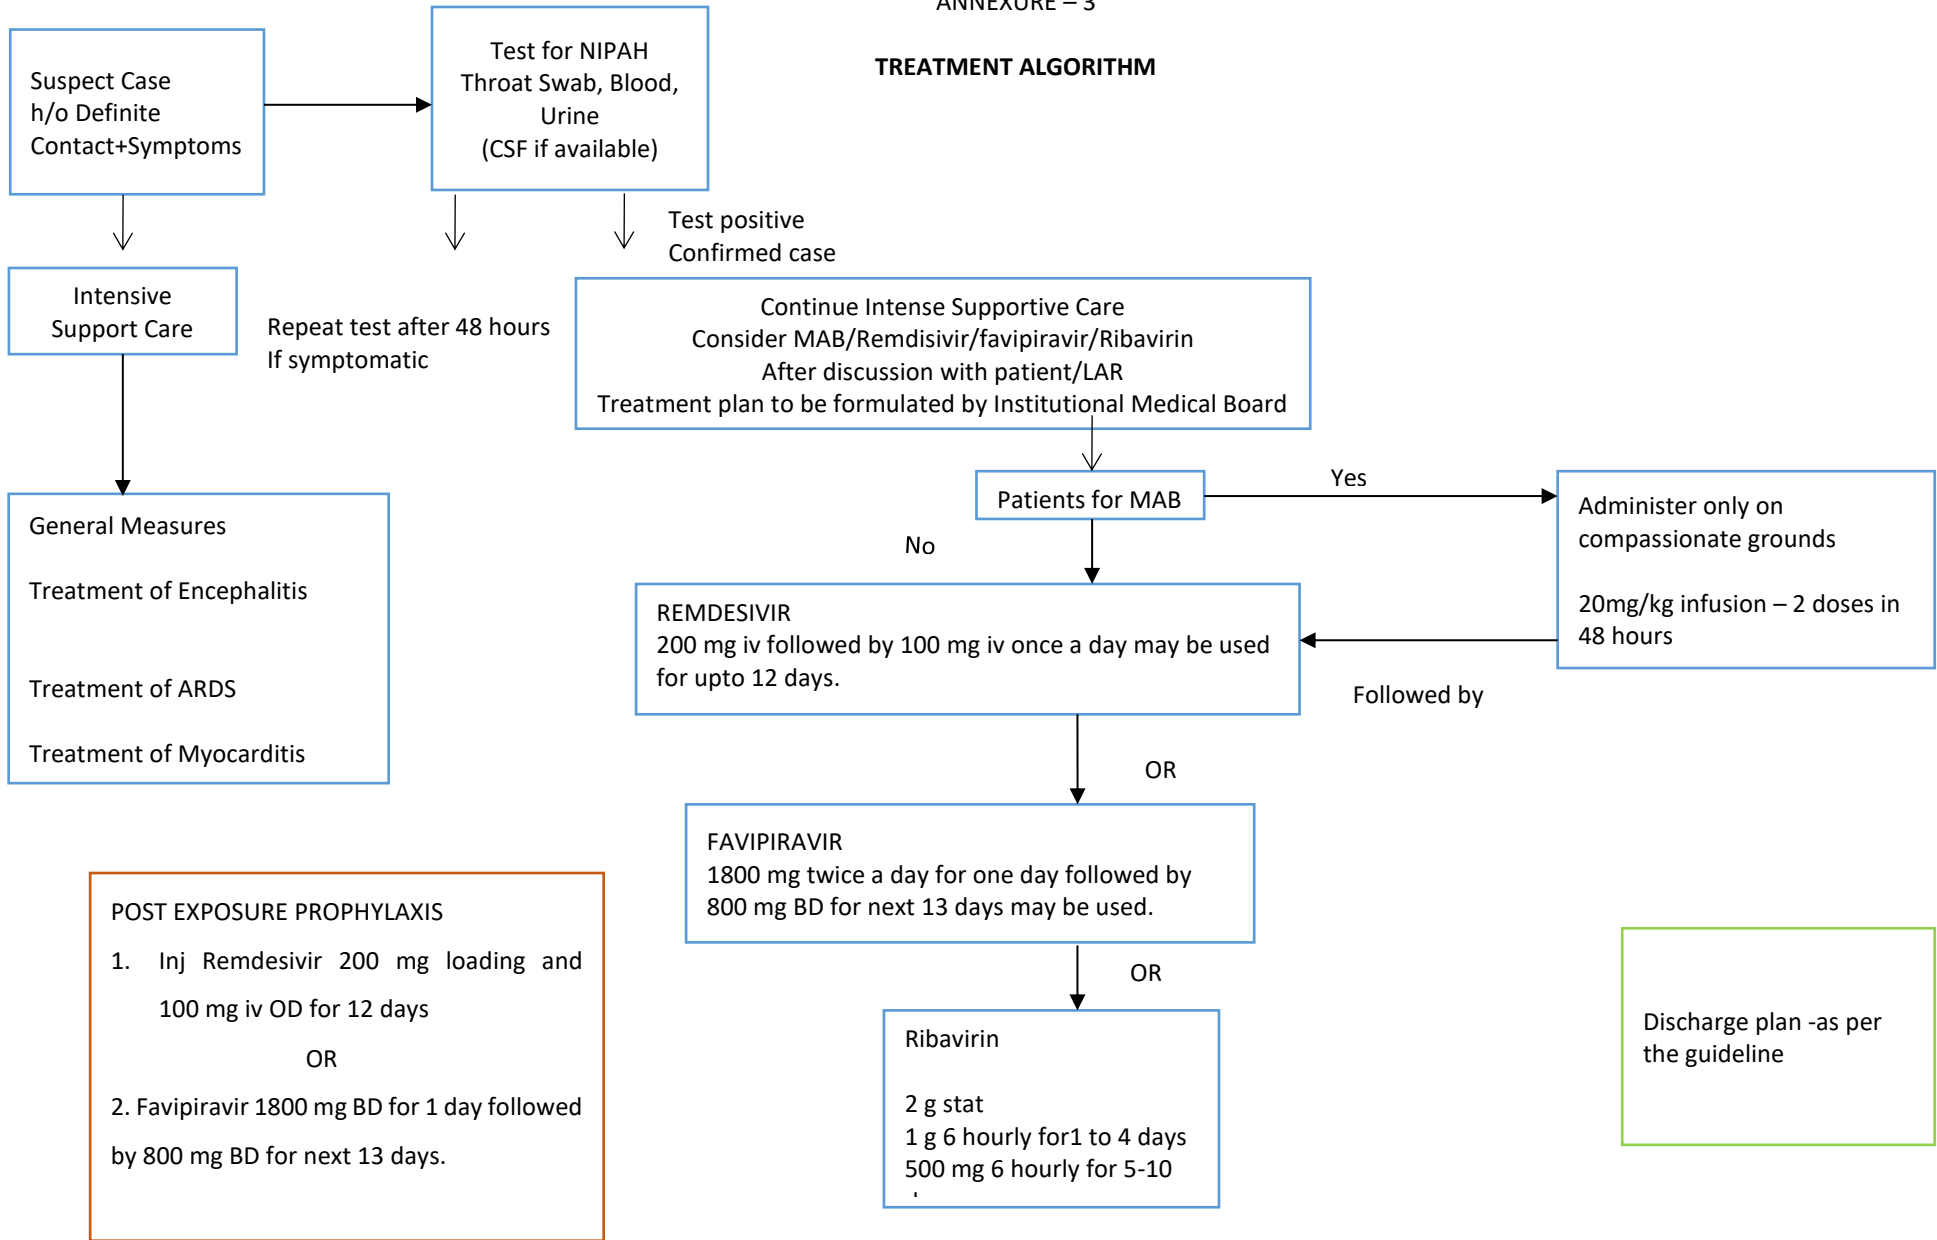 ANNEXURE – 3
TREATMENT ALGORITHM
Suspect Case
h/o Definite
Contact+Symptoms
Test for NIPAH
Throat Swab, Blood,
Urine
(CSF if available)
Test positive
Confirmed case
Intensive
Support Care
Repeat test after 48 hours
If symptomatic
Continue Intense Supportive Care
Consider MAB/Remdisivir/favipiravir/Ribavirin
After discussion with patient/LAR
Treatment plan to be formulated by Institutional Medical Board
Patients for MAB
Yes
No
Administer only on
compassionate grounds
20mg/kg infusion – 2 doses in
48 hours
General Measures
Treatment of Encephalitis
Treatment of ARDS
Treatment of Myocarditis
REMDESIVIR
200 mg iv followed by 100 mg iv once a day may be used
for upto 12 days.
Followed by
OR
FAVIPIRAVIR
1800 mg twice a day for one day followed by
800 mg BD for next 13 days may be used.
OR
Ribavirin
2 g stat
1 g 6 hourly for1 to 4 days
500 mg 6 hourly for 5-10
POST EXPOSURE PROPHYLAXIS
1. Inj Remdesivir 200 mg loading and
100 mg iv OD for 12 days
OR
2. Favipiravir 1800 mg BD for 1 day followed
by 800 mg BD for next 13 days.
Discharge plan -as per
the guideline